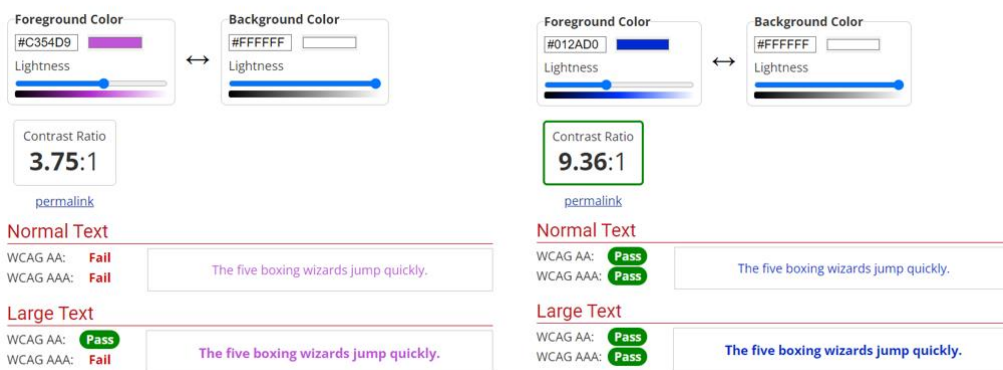 Foreground Color
#C354D9
Lightness
Background Color
#FFFFFF
Lightness
Contrast Ratio
3.75:1
permalink
Normal Text
WCAG AA: Fail
WCAG AAA: Fail
The five boxing wizards jump quickly.
Large Text
WCAG AA: Pass
WCAG AAA: Fail
The five boxing wizards jump quickly.
Foreground Color
#012AD0
Lightness
Background Color
#FFFFFF
Lightness
Contrast Ratio
9.36:1
permalink
Normal Text
WCAG AA: Pass
WCAG AAA: Pass
The five boxing wizards jump quickly.
Large Text
WCAG AA: Pass
WCAG AAA: Pass
The five boxing wizards jump quickly.